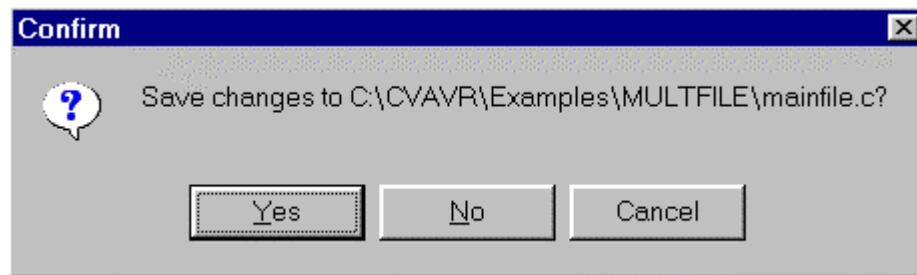 Confirm
Save changes to C:\CVAVR\Examples\MULTFILE\mainfile.c?
Yes No Cancel